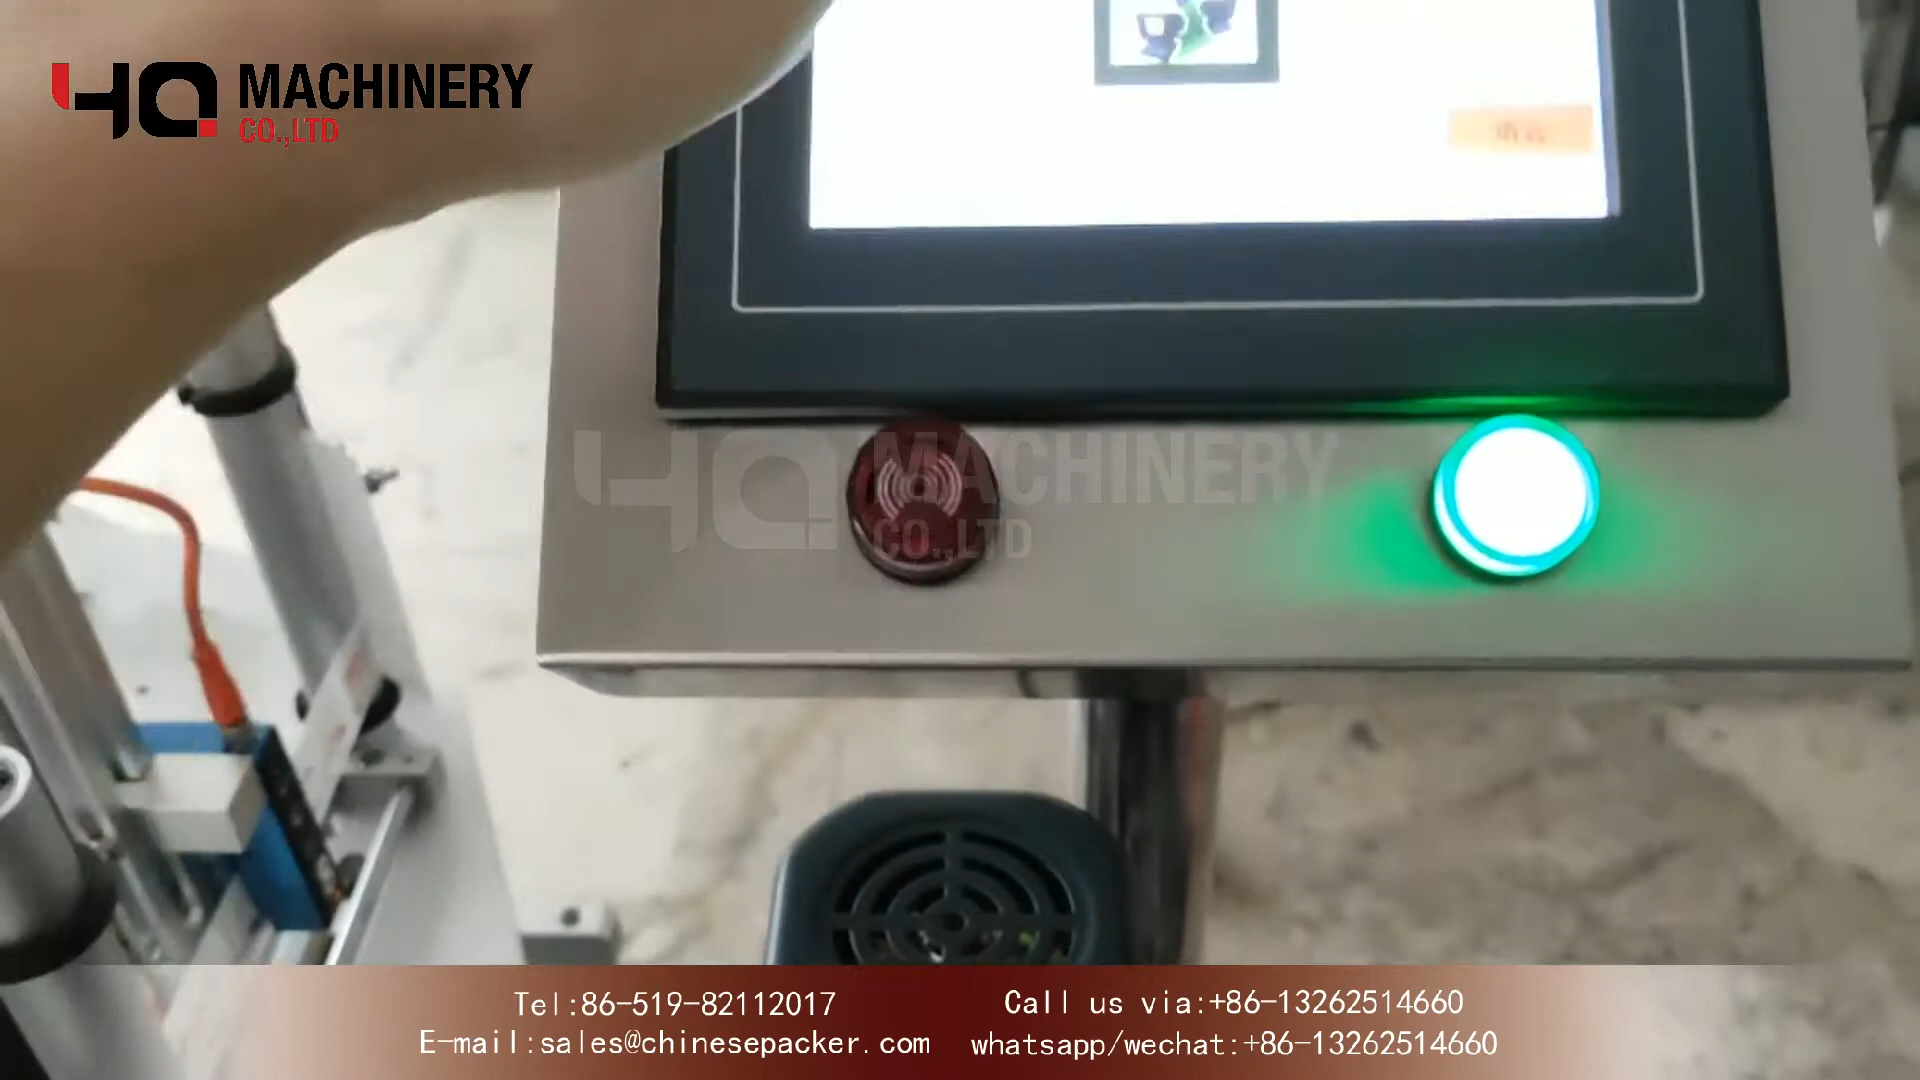 YQ MACHINERY
CO.,LTD
MACHINERY
CO.,LTD
Tel:86-519-82112017
Call us via:+86-13262514660
E-mail:sales@chinesepacker.com
whatsapp/wechat:+86-13262514660